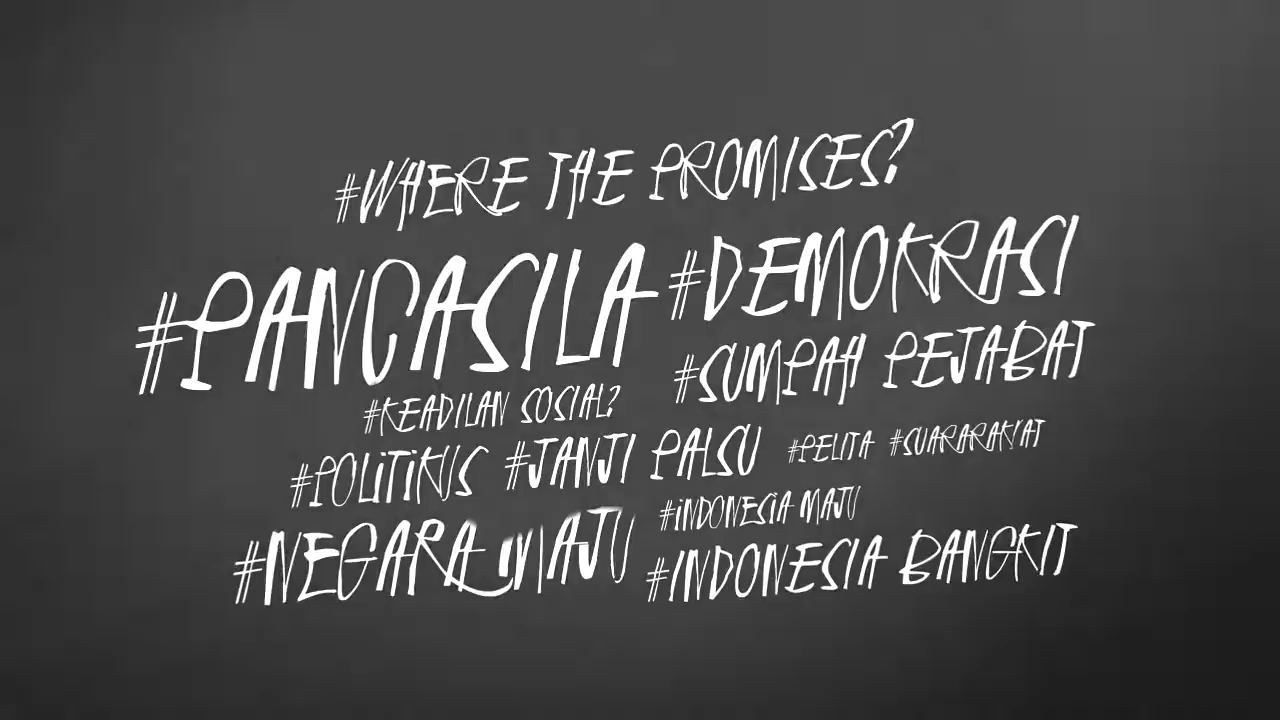 #WHERE THE PROMISES?
#PANCASILA #DEMOKRASI
#SUMPAH PEJABAT
#KEADILAN SOSIAL?
#POLiTiKUS #JANJI PALSU #PELITA #SUARARAKYAT
#iNDONESiA MAJU
#NEGARA MAJU #INDONESIA BANGKIT